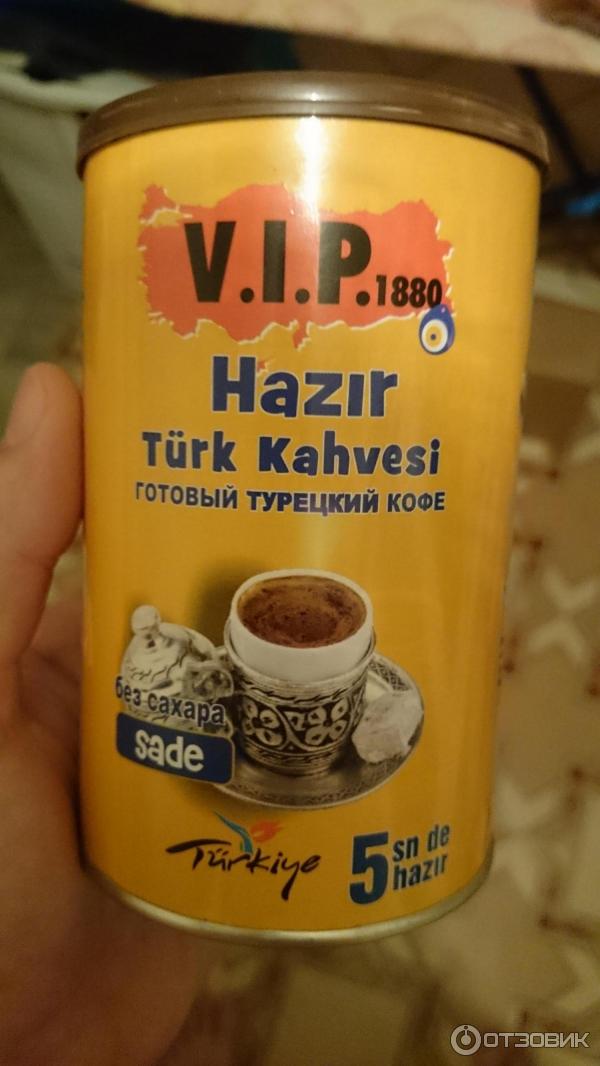 V.I.P.1880
Hazır
Türk Kahvesi
ГОТОВЫЙ ТУРЕЦКИЙ КОФЕ
без сахара
sade
Türkiye
5 sn de
hazır
ОТЗОВИК